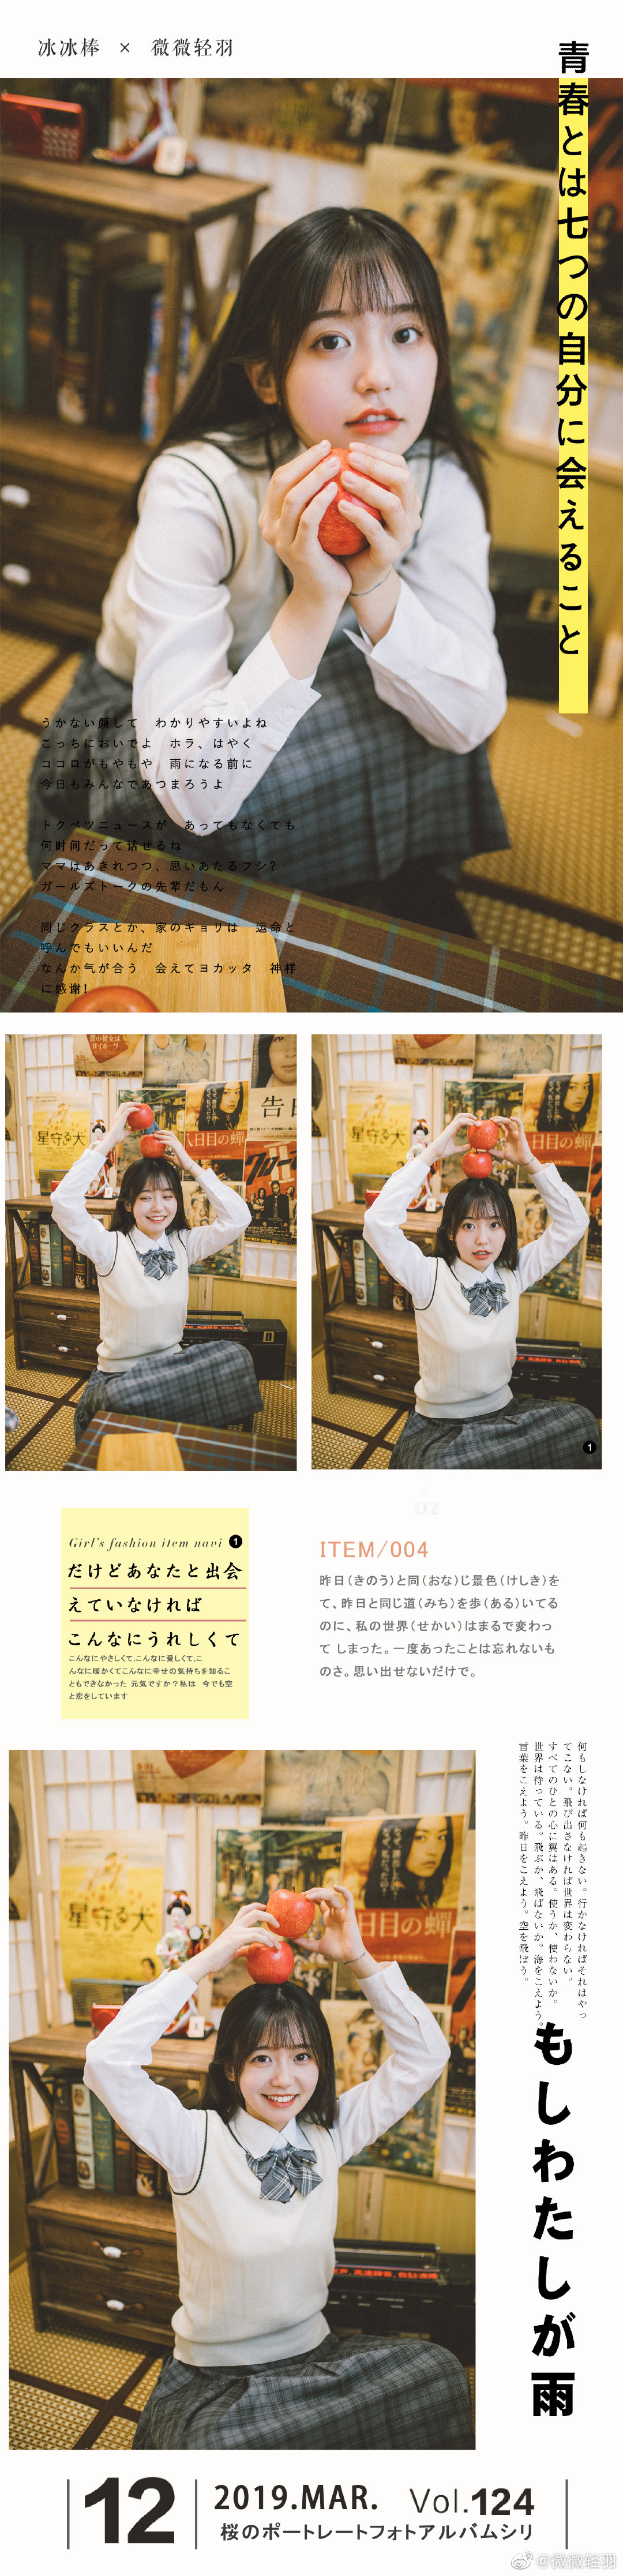 冰冰棒 × 微微轻羽
青春とは七つの自分に会えること
うかない顔して　わかりやすいよね
こっちにおいでよ　ホラ、はやく
ココロがもやもや　雨になる前に
今日もみんなであつまろうよ
トクベツニュースが　あってもなくても
何时间だって话せるね
ママはあきれつつ、思いあたるフシ?
ガールズトークの先輩だもん
同じクラスとか、家のキョリは　运命と
呼んでもいいんだ
なんか气が合う　会えてヨカッタ　神样
に感谢!
星守る犬
八日目の蝉
告
1
02
Girl's fashion item navi 1
だけどあなたと出会
えていなければ
こんなにうれしくて
こんなにやさしくて,こんなに愛しくて,こ
んなに暖かくてこんなに幸せの気持ちを知るこ
ともできなかった 元気ですか？私は 今でも空
と恋をしています
ITEM/004
昨日（きのう）と同（おな）じ景色（けしき）を
て、昨日と同じ道（みち）を歩（ある）いてる
のに、私の世界（せかい）はまるで変わっ
て しまった。一度あったことは忘れないも
のさ。思い出せないだけで。
何もしなければ何も起きない。行かなければそれはやっ
てこない。飛び出さなければ世界は変わらない。
すべてのひとの心に翼はある。使うか、使わないか。
世界は待っている。飛ぶか、飛ばないか。海をこえよう。
言葉をこえよう。昨日をこえよう。空を飛ぼう。
もしわたしが雨
日目の蝉
12
2019.MAR.
Vol.124
桜のポートレートフォトアルバムシリ
@微微轻羽